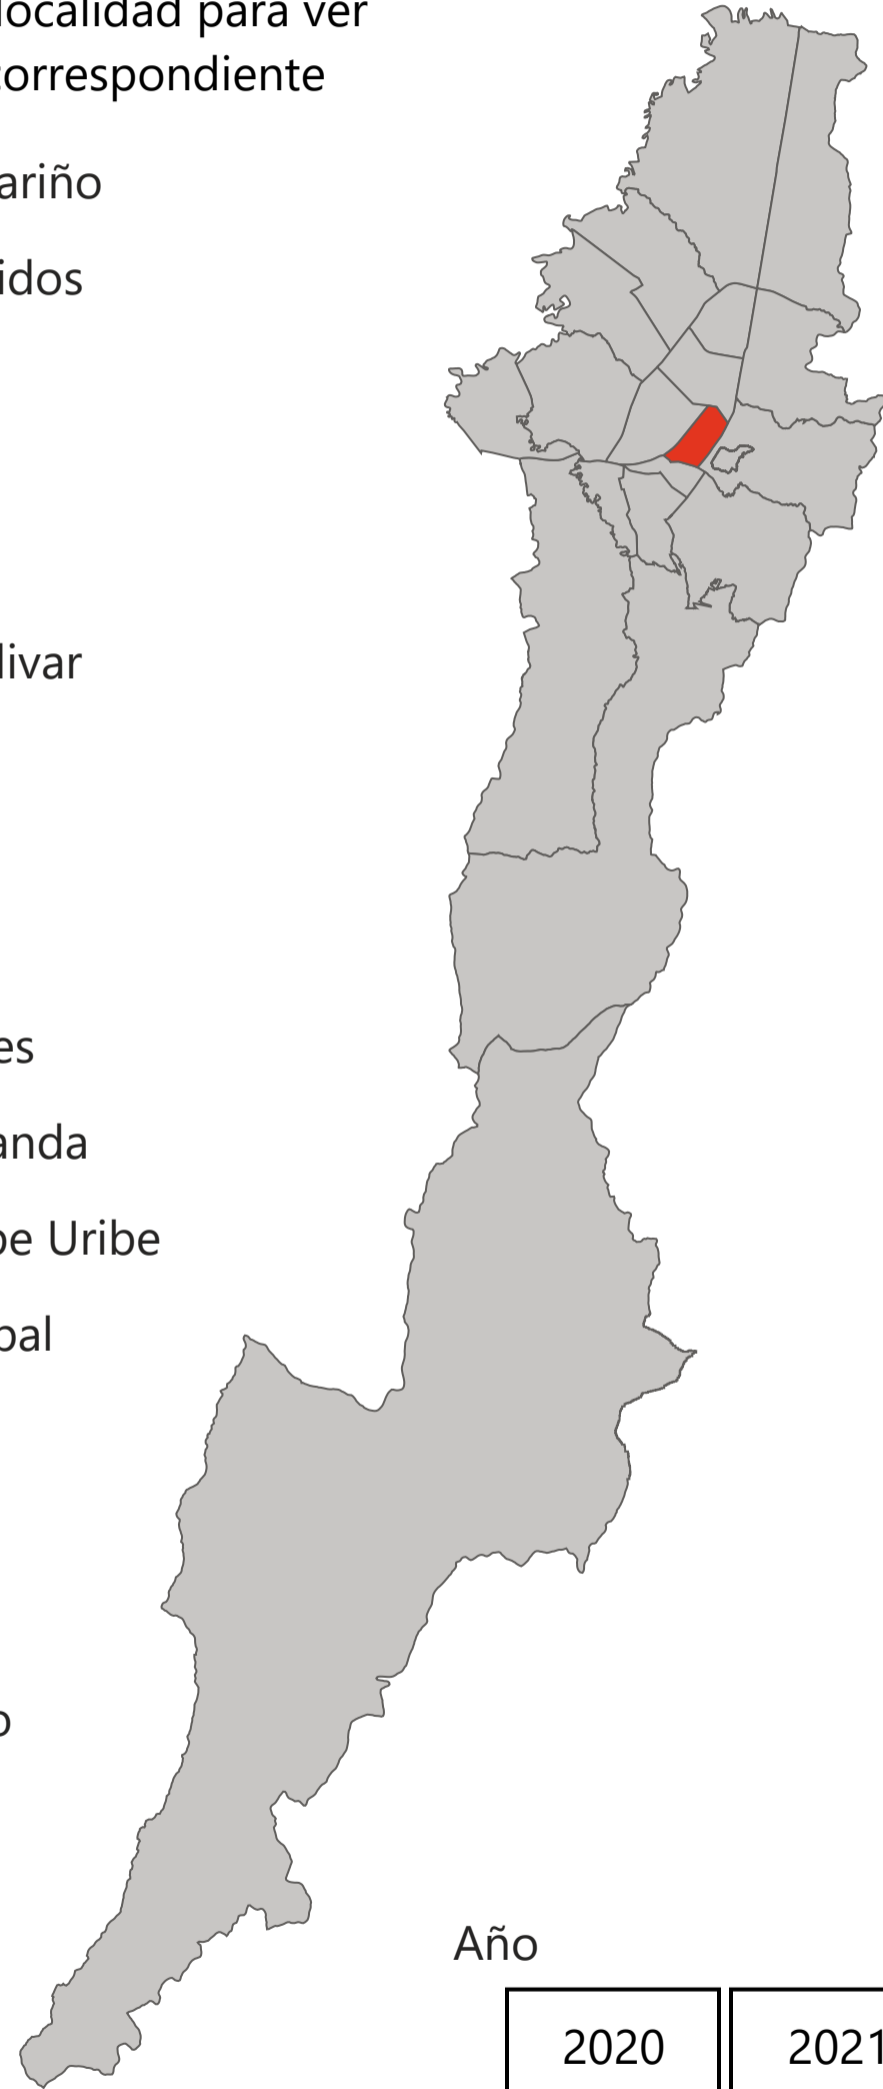 localidad para ver
correspondiente
ariño
idos
livar
es
anda
pe Uribe
bal
o
Año
2020
2021